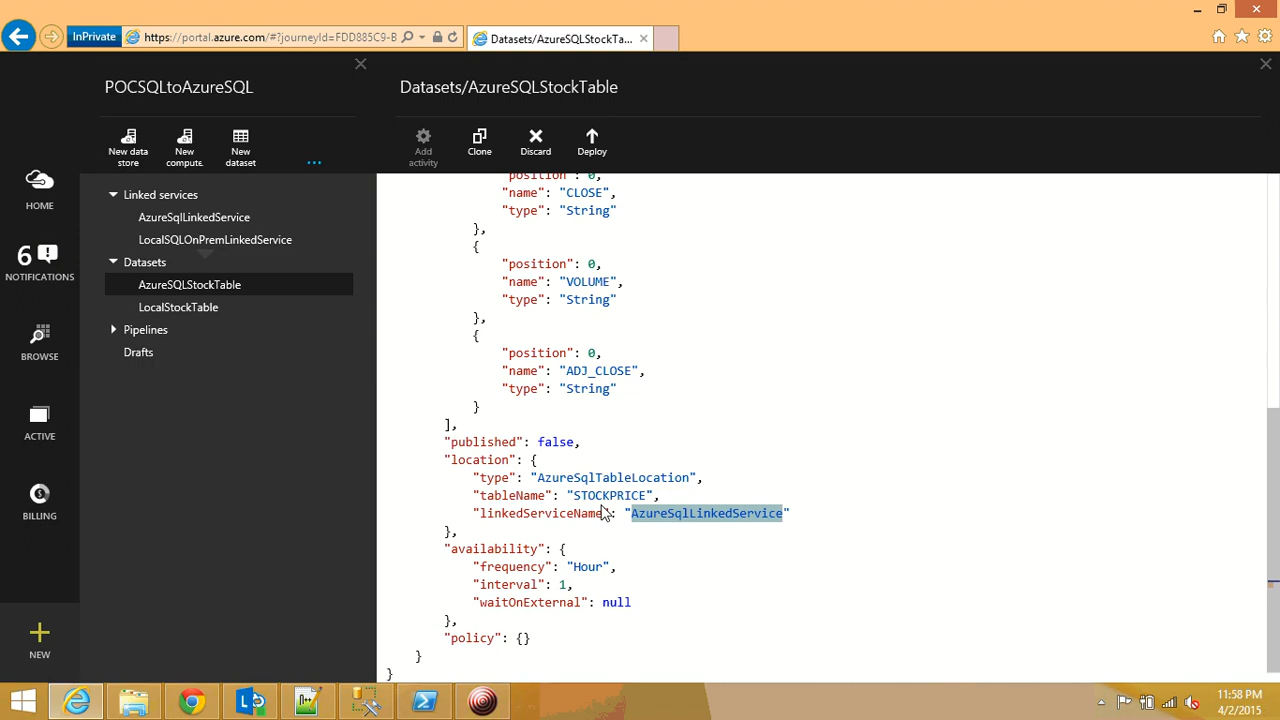 InPrivate
https://portal.azure.com/#?journeyId=FDD885C9-B
Datasets/AzureSQLStockTa...
POCSQLtoAzureSQL
Datasets/AzureSQLStockTable
New data store
New compute.
New dataset
...
Add activity
Clone
Discard
Deploy
HOME
6
NOTIFICATIONS
BROWSE
ACTIVE
BILLING
NEW
Linked services
AzureSqlLinkedService
LocalSQLOnPremLinkedService
Datasets
AzureSQLStockTable
LocalStockTable
Pipelines
Drafts
"position": 0,
"name": "CLOSE",
"type": "String"
},
{
"position": 0,
"name": "VOLUME",
"type": "String"
},
{
"position": 0,
"name": "ADJ_CLOSE",
"type": "String"
}
],
"published": false,
"location": {
"type": "AzureSqlTableLocation",
"tableName": "STOCKPRICE",
"linkedServiceName": "AzureSqlLinkedService"
},
"availability": {
"frequency": "Hour",
"interval": 1,
"waitOnExternal": null
},
"policy": {}
}
}
11:58 PM
4/2/2015